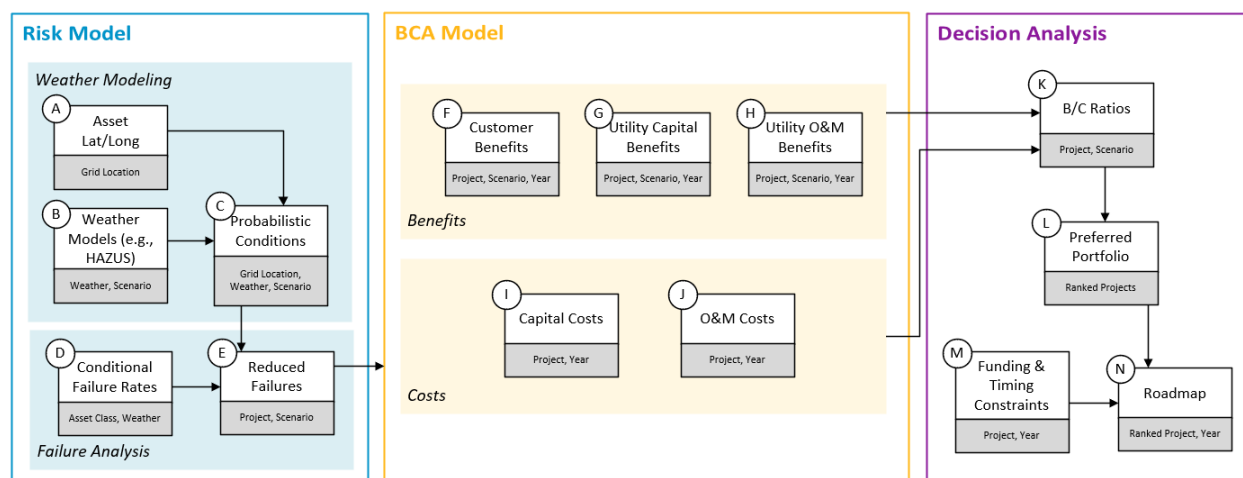 Risk Model
Weather Modeling
A
Asset
Lat/Long
Grid Location
B
Weather
Models (e.g.,
HAZUS)
Weather, Scenario
C
Probabilistic
Conditions
Grid Location,
Weather, Scenario
D
Conditional
Failure Rates
Asset Class, Weather
E
Reduced
Failures
Project, Scenario
Failure Analysis
BCA Model
F
Customer
Benefits
Project, Scenario, Year
G
Utility Capital
Benefits
Project, Scenario, Year
H
Utility O&M
Benefits
Project, Scenario, Year
Benefits
I
Capital Costs
Project, Year
J
O&M Costs
Project, Year
Costs
Decision Analysis
K
B/C Ratios
Project, Scenario
L
Preferred
Portfolio
Ranked Projects
M
Funding &
Timing
Constraints
Project, Year
N
Roadmap
Ranked Project, Year